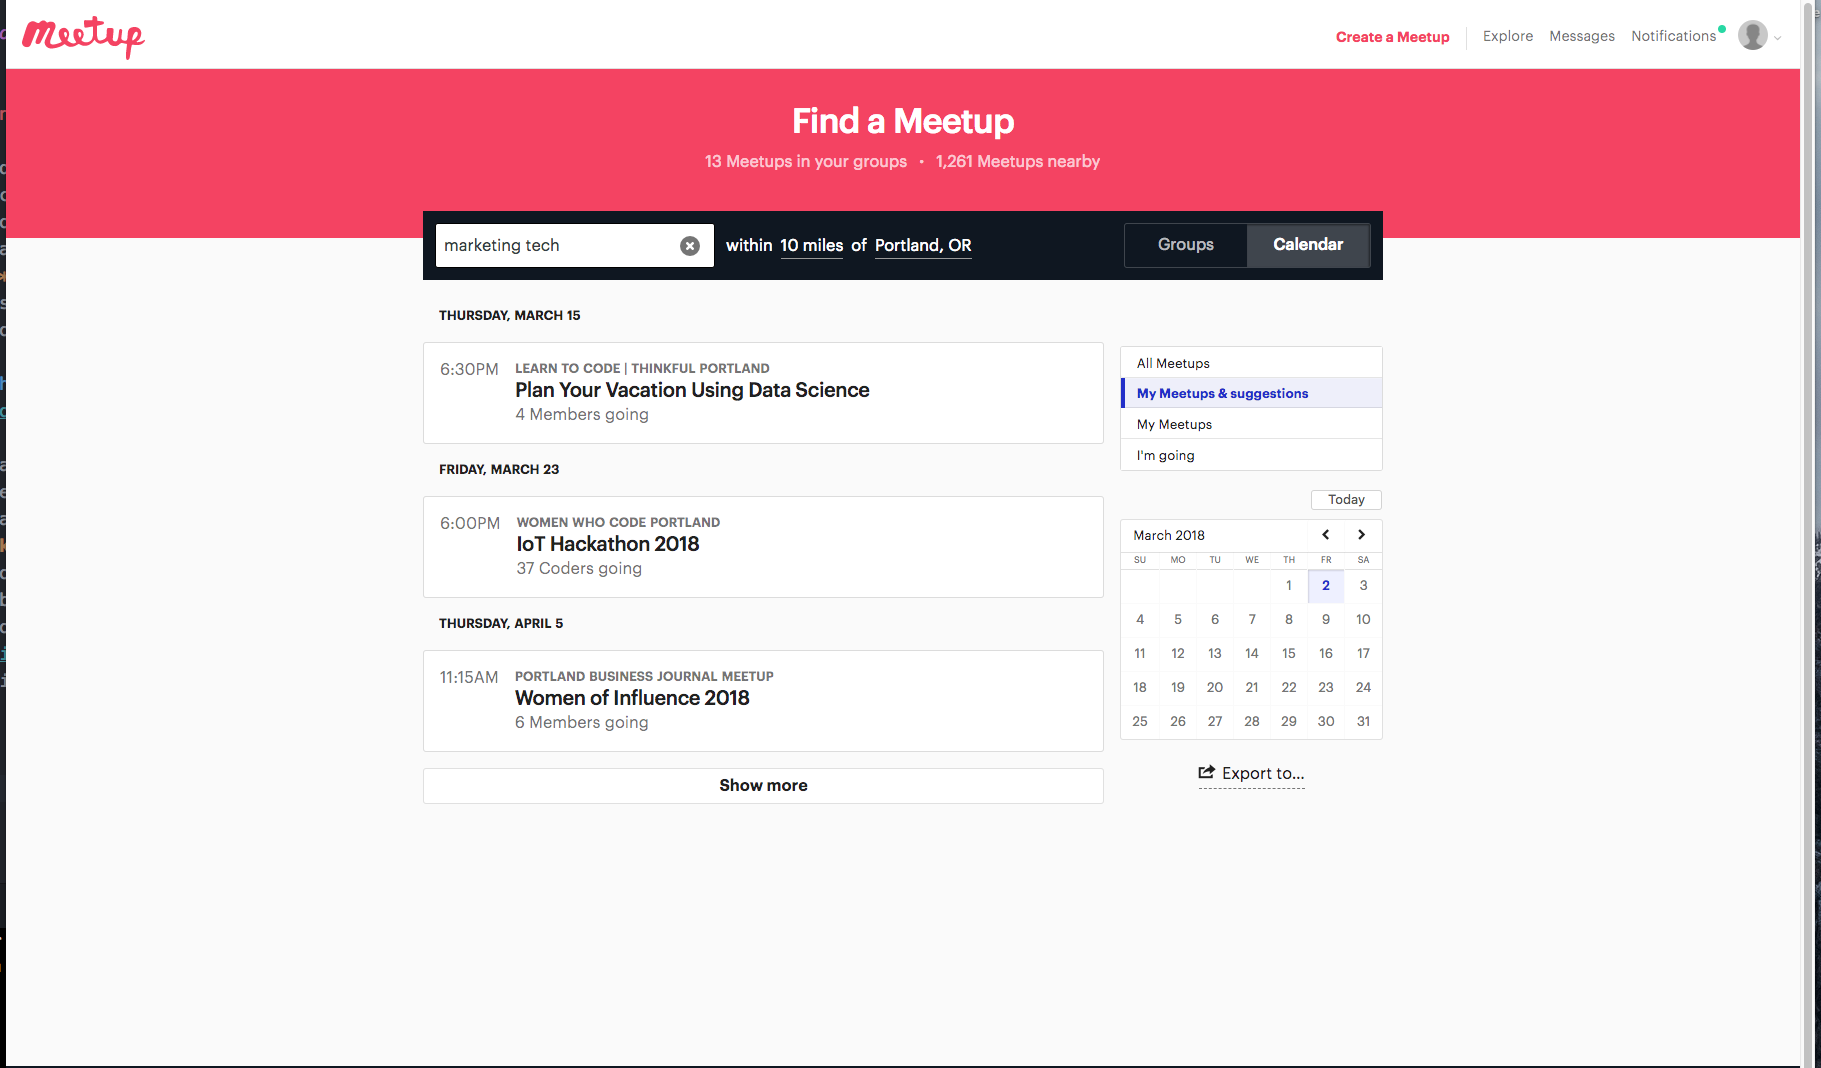 meetup
Create a Meetup
Explore Messages Notifications
Find a Meetup
13 Meetups in your groups • 1,261 Meetups nearby
marketing tech
within 10 miles of Portland, OR
Groups Calendar
THURSDAY, MARCH 15
6:30PM LEARN TO CODE | THINKFUL PORTLAND
Plan Your Vacation Using Data Science
4 Members going
FRIDAY, MARCH 23
6:00PM WOMEN WHO CODE PORTLAND
IoT Hackathon 2018
37 Coders going
THURSDAY, APRIL 5
11:15AM PORTLAND BUSINESS JOURNAL MEETUP
Women of Influence 2018
6 Members going
Show more
All Meetups
My Meetups & suggestions
My Meetups
I'm going
Today
March 2018
SU MO TU WE TH FR SA
1 2 3
4 5 6 7 8 9 10
11 12 13 14 15 16 17
18 19 20 21 22 23 24
25 26 27 28 29 30 31
Export to...